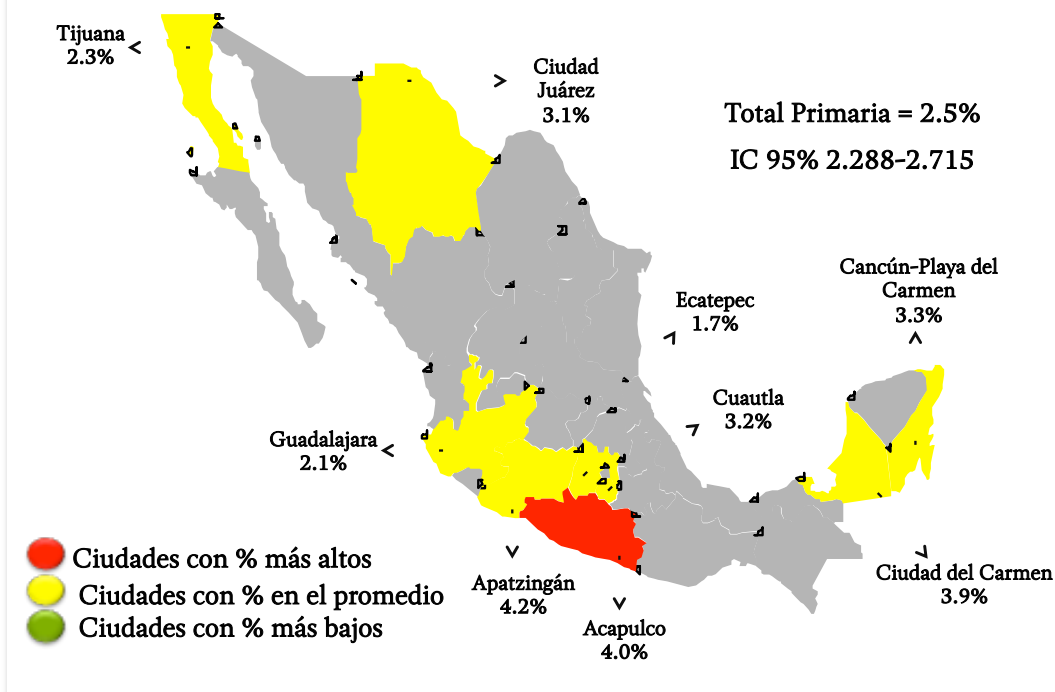 Tijuana
2.3%
Ciudad
Juárez
3.1%
Total Primaria = 2.5%
IC 95% 2.288-2.715
Cancún-Playa del
Carmen
3.3%
Ecatepec
1.7%
Cuautla
3.2%
Guadalajara
2.1%
Ciudades con % más altos
Ciudades con % en el promedio
Ciudades con % más bajos
Apatzingán
4.2%
Acapulco
4.0%
Ciudad del Carmen
3.9%